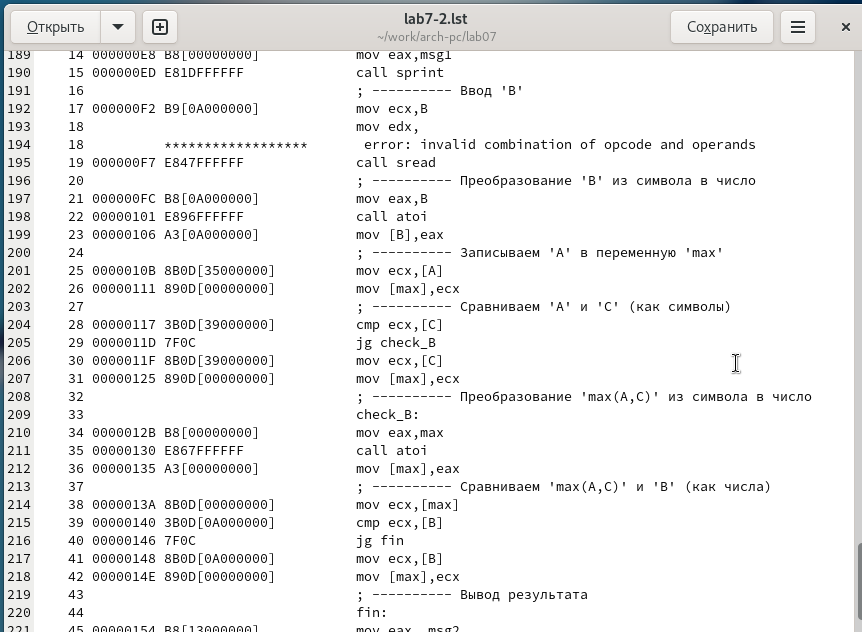 Открыть
lab7-2.lst
~/work/arch-pc/lab07
Сохранить
189 14 000000E8 B8[00000000] mov eax,msg1
190 15 000000ED E81DFFFFFF call sprint
191 16 ; ---------- Ввод 'B'
192 17 000000F2 B9[0A000000] mov ecx,B
193 18 mov edx,
194 18 ****************** error: invalid combination of opcode and operands
195 19 000000F7 E847FFFFFF call sread
196 20 ; ---------- Преобразование 'B' из символа в число
197 21 000000FC B8[0A000000] mov eax,B
198 22 00000101 E896FFFFFF call atoi
199 23 00000106 A3[0A000000] mov [B],eax
200 24 ; ---------- Записываем 'A' в переменную 'max'
201 25 0000010B 8B0D[35000000] mov ecx,[A]
202 26 00000111 890D[00000000] mov [max],ecx
203 27 ; ---------- Сравниваем 'A' и 'C' (как символы)
204 28 00000117 3B0D[39000000] cmp ecx,[C]
205 29 0000011D 7F0C jg check_B
206 30 0000011F 8B0D[39000000] mov ecx,[C]
207 31 00000125 890D[00000000] mov [max],ecx
208 32 ; ---------- Преобразование 'max(A,C)' из символа в число
209 33 check_B:
210 34 0000012B B8[00000000] mov eax,max
211 35 00000130 E867FFFFFF call atoi
212 36 00000135 A3[00000000] mov [max],eax
213 37 ; ---------- Сравниваем 'max(A,C)' и 'B' (как числа)
214 38 0000013A 8B0D[00000000] mov ecx,[max]
215 39 00000140 3B0D[0A000000] cmp ecx,[B]
216 40 00000146 7F0C jg fin
217 41 00000148 8B0D[0A000000] mov ecx,[B]
218 42 0000014E 890D[00000000] mov [max],ecx
219 43 ; ---------- Вывод результата
220 44 fin:
221 45 00000154 B8[13000000] mov eax, msg2